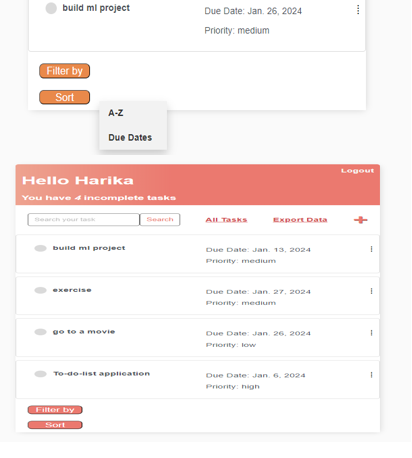 build ml project
Due Date: Jan. 26, 2024
Priority: medium
Filter by
Sort
A-Z
Due Dates
Logout
Hello Harika
You have 4 incomplete tasks
Search your task
Search
All Tasks
Export Data
build ml project
Due Date: Jan. 13, 2024
Priority: medium
exercise
Due Date: Jan. 27, 2024
Priority: medium
go to a movie
Due Date: Jan. 26, 2024
Priority: low
To-do-list application
Due Date: Jan. 6, 2024
Priority: high
Filter by
Sort